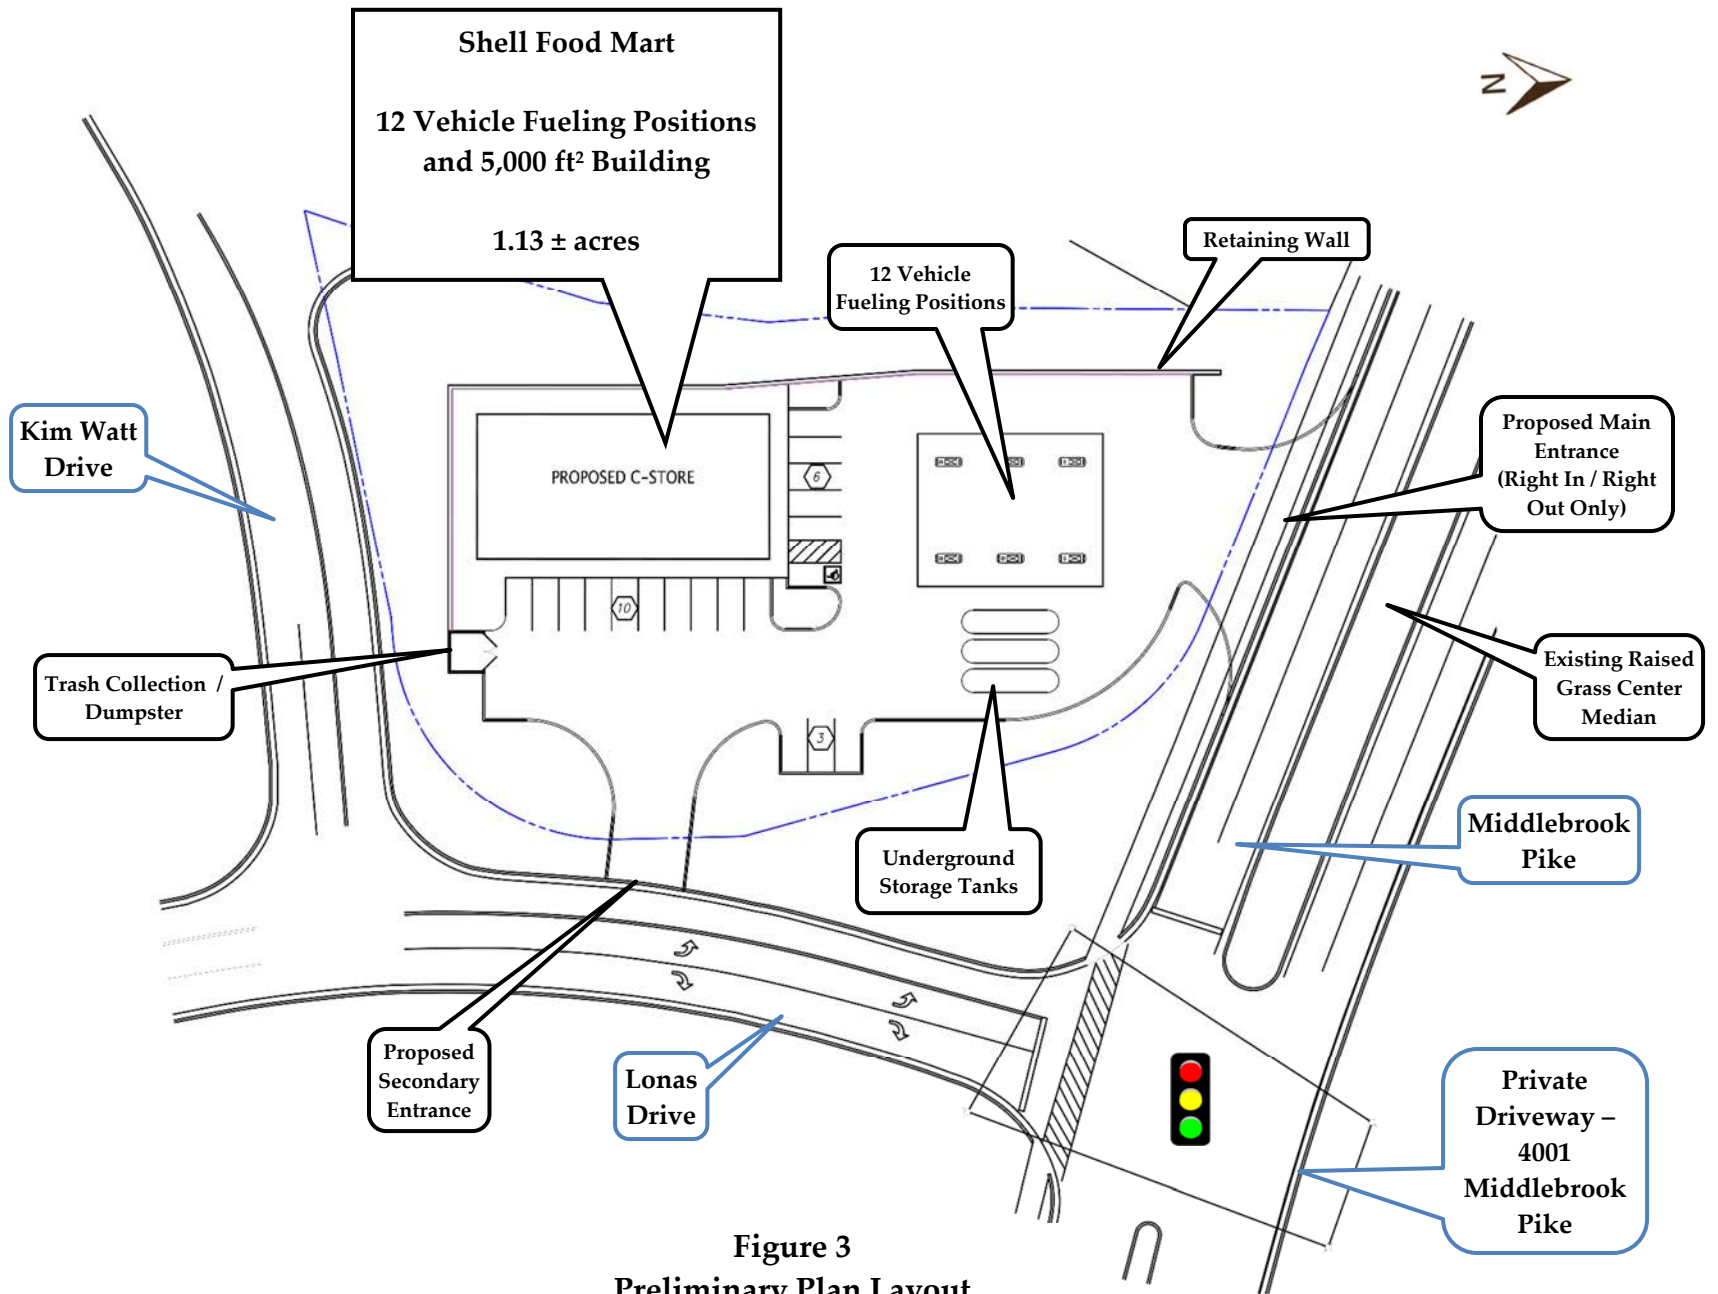 Shell Food Mart
12 Vehicle Fueling Positions
and 5,000 ft² Building
1.13 ± acres
N
Retaining Wall
12 Vehicle
Fueling Positions
Kim Watt
Drive
Proposed Main
Entrance
(Right In / Right
Out Only)
PROPOSED C-STORE
6
10
Trash Collection /
Dumpster
Existing Raised
Grass Center
Median
3
Middlebrook
Pike
Underground
Storage Tanks
Proposed
Secondary
Entrance
Lonas
Drive
Private
Driveway –
4001
Middlebrook
Pike
Figure 3
Preliminary Plan Layout